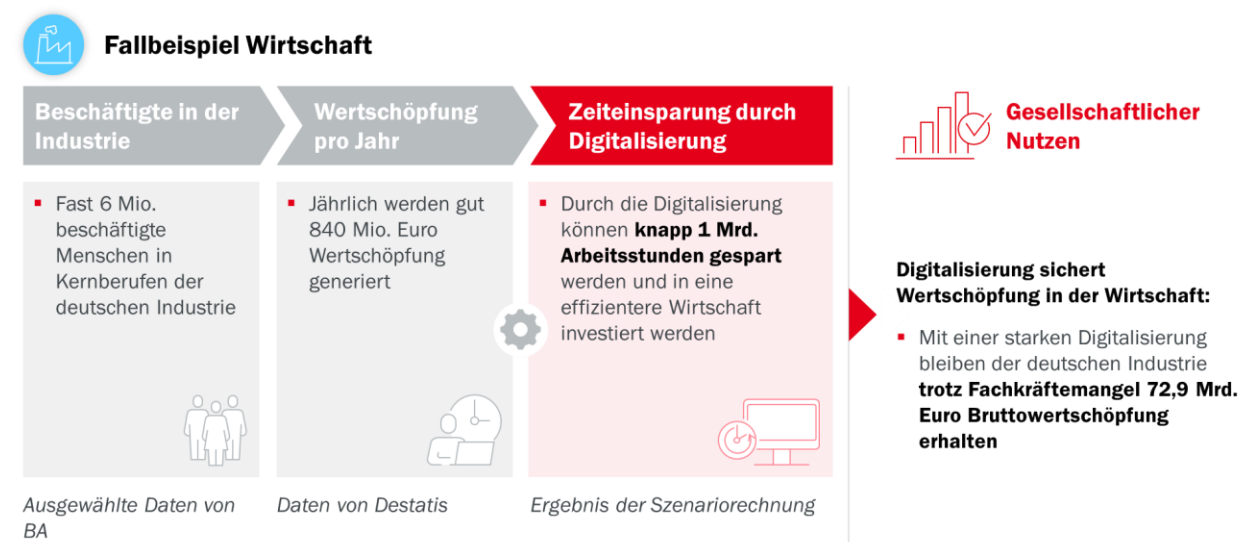 Fallbeispiel Wirtschaft
Beschäftigte in der
Industrie
Wertschöpfung
pro Jahr
Zeiteinsparung durch
Digitalisierung
Gesellschaftlicher
Nutzen
▪ Fast 6 Mio.
beschäftigte
Menschen in
Kernberufen der
deutschen Industrie
▪ Jährlich werden gut
840 Mio. Euro
Wertschöpfung
generiert
▪ Durch die Digitalisierung
können knapp 1 Mrd.
Arbeitsstunden gespart
werden und in eine
effizientere Wirtschaft
investiert werden
Digitalisierung sichert
Wertschöpfung in der Wirtschaft:
▪ Mit einer starken Digitalisierung
bleiben der deutschen Industrie
trotz Fachkräftemangel 72,9 Mrd.
Euro Bruttowertschöpfung
erhalten
Ausgewählte Daten von
BA
Daten von Destatis
Ergebnis der Szenariorechnung